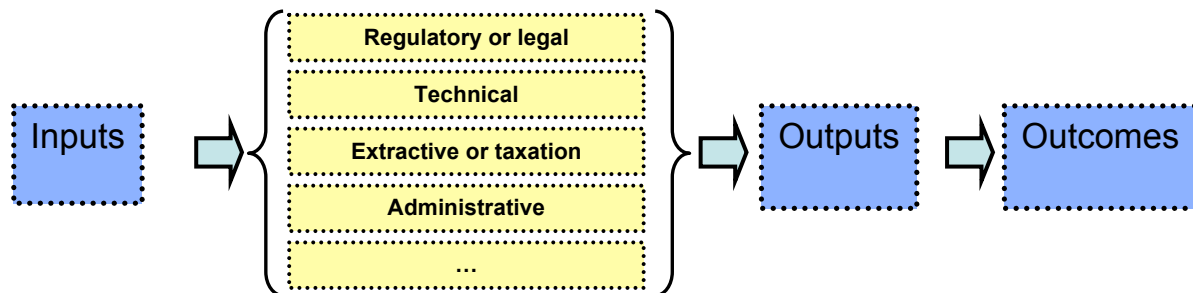 Inputs
Regulatory or legal
Technical
Extractive or taxation
Administrative
…
Outputs
Outcomes